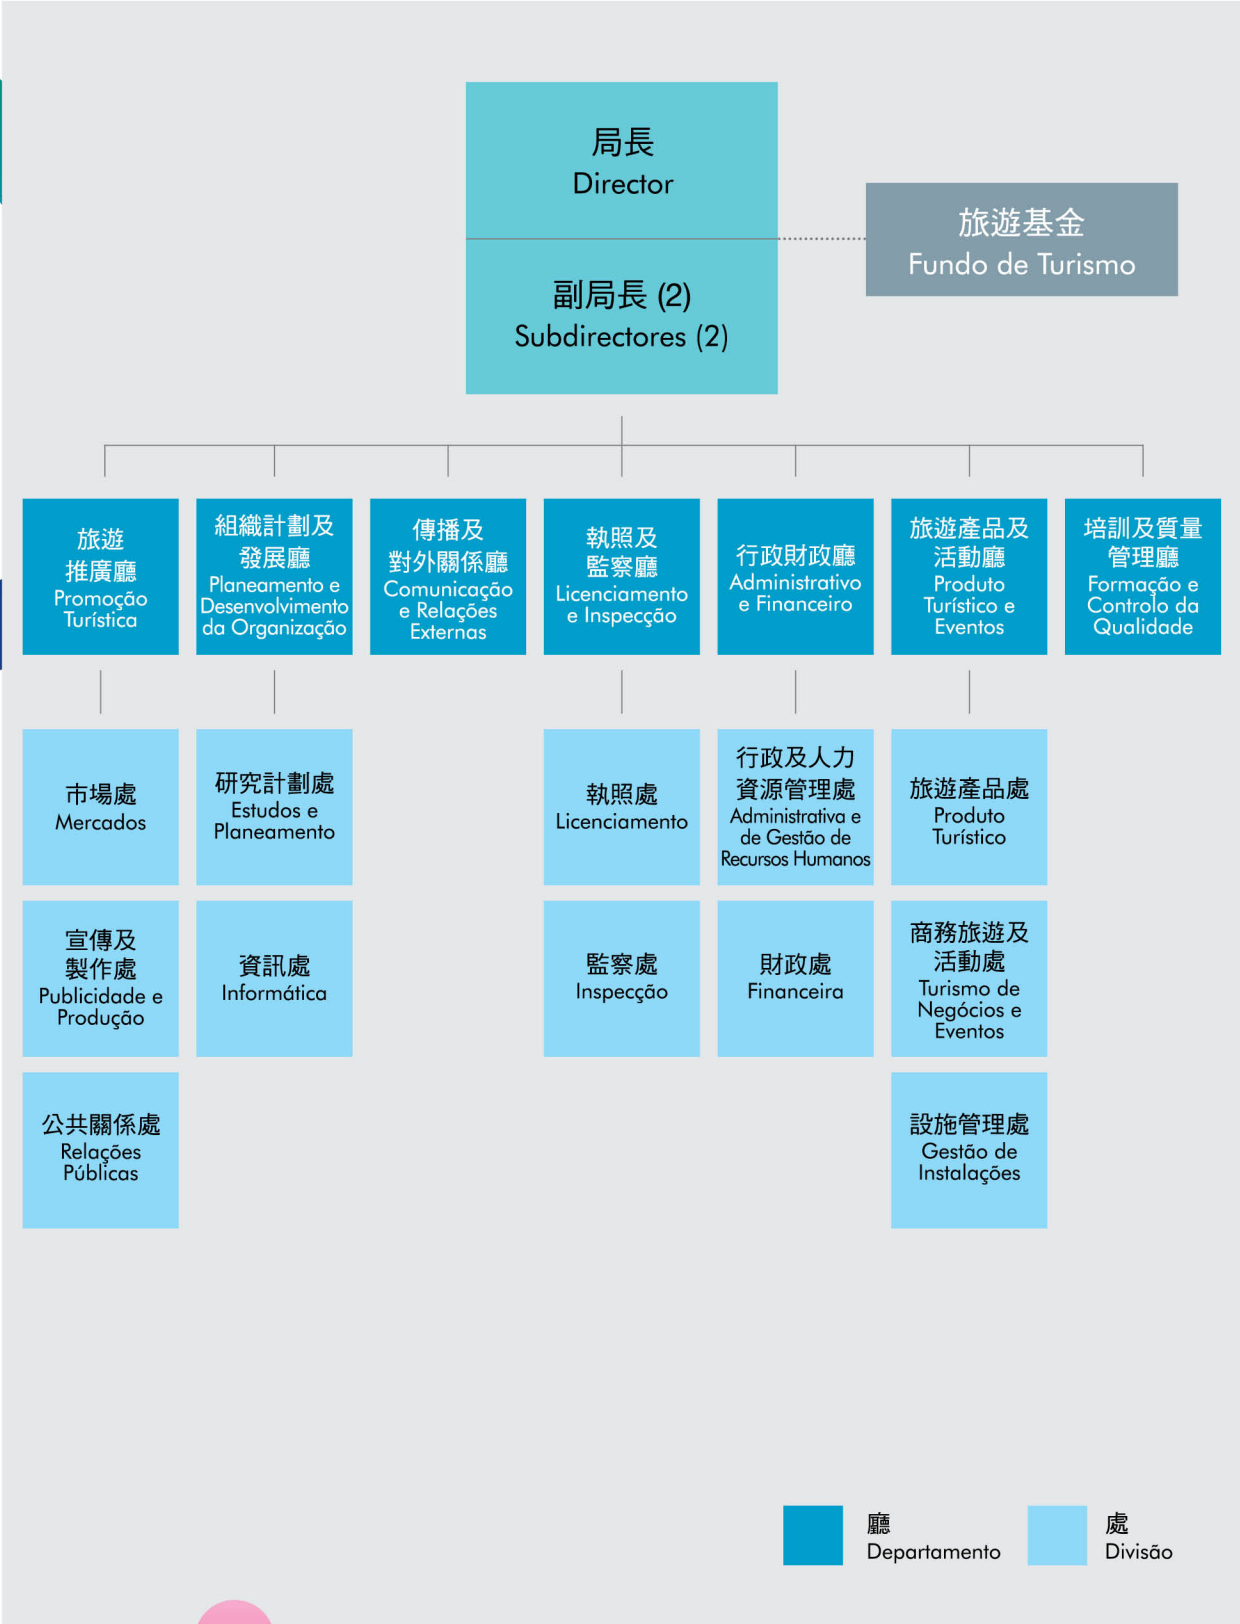 局長
Director
副局長 (2)
Subdirectores (2)
旅遊基金
Fundo de Turismo
旅遊
推廣廳
Promoção
Turística
組織計劃及
發展廳
Planeamento e
Desenvolvimento
da Organização
傳播及
對外關係廳
Comunicação
e Relações
Externas
執照及
監察廳
Licenciamento
e Inspecção
行政財政廳
Administrativo
e Financeiro
旅遊產品及
活動廳
Produto
Turístico e
Eventos
培訓及質量
管理廳
Formação e
Controlo da
Qualidade
市場處
Mercados
研究計劃處
Estudos e
Planeamento
執照處
Licenciamento
行政及人力
資源管理處
Administrativa e
de Gestão de
Recursos Humanos
旅遊產品處
Produto
Turístico
宣傳及
製作處
Publicidade e
Produção
資訊處
Informática
監察處
Inspecção
財政處
Financeira
商務旅遊及
活動處
Turismo de
Negócios e
Eventos
公共關係處
Relações
Públicas
設施管理處
Gestão de
Instalações
廳
Departamento
處
Divisão